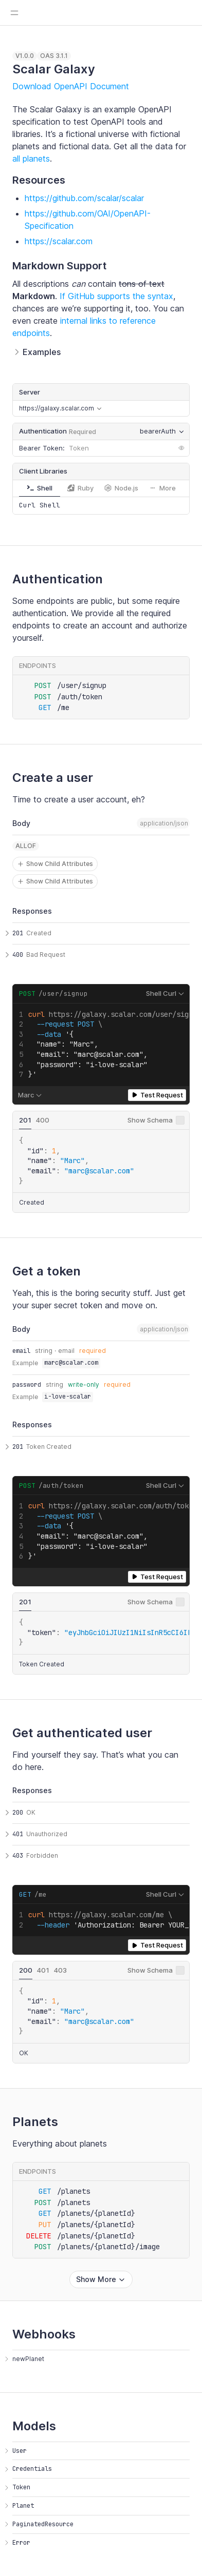 V1.0.0 OAS 3.1.1
Scalar Galaxy
Download OpenAPI Document
The Scalar Galaxy is an example OpenAPI
specification to test OpenAPI tools and
libraries. It's a fictional universe with fictional
planets and fictional data. Get all the data for
all planets.
Resources
https://github.com/scalar/scalar
https://github.com/OAI/OpenAPI-
Specification
https://scalar.com
Markdown Support
All descriptions can contain tons of text
Markdown. If GitHub supports the syntax,
chances are we're supporting it, too. You can
even create internal links to reference
endpoints.
Examples
Server
https://galaxy.scalar.com
Authentication Required bearerAuth
Bearer Token: Token
Client Libraries
Shell Ruby Node.js More
Curl Shell
Authentication
Some endpoints are public, but some require
authentication. We provide all the required
endpoints to create an account and authorize
yourself.
ENDPOINTS
POST /user/signup
POST /auth/token
GET /me
Create a user
Time to create a user account, eh?
Body application/json
ALLOF
Show Child Attributes
Show Child Attributes
Responses
201 Created
400 Bad Request
POST /user/signup Shell Curl
1 curl https://galaxy.scalar.com/user/sig
2 --request POST \
3 --data '{
4 "name": "Marc",
5 "email": "marc@scalar.com",
6 "password": "i-love-scalar"
7 }'
Marc Test Request
201 400 Show Schema
{
"id": 1,
"name": "Marc",
"email": "marc@scalar.com"
}
Created
Get a token
Yeah, this is the boring security stuff. Just get
your super secret token and move on.
Body application/json
email string · email required
Example marc@scalar.com
password string write-only required
Example i-love-scalar
Responses
201 Token Created
POST /auth/token Shell Curl
1 curl https://galaxy.scalar.com/auth/tok
2 --request POST \
3 --data '{
4 "email": "marc@scalar.com",
5 "password": "i-love-scalar"
6 }'
Test Request
201 Show Schema
{
"token": "eyJhbGciOiJIUzI1NiIsInR5cCI6Ik
}
Token Created
Get authenticated user
Find yourself they say. That's what you can
do here.
Responses
200 OK
401 Unauthorized
403 Forbidden
GET /me Shell Curl
1 curl https://galaxy.scalar.com/me \
2 --header 'Authorization: Bearer YOUR_
Test Request
200 401 403 Show Schema
{
"id": 1,
"name": "Marc",
"email": "marc@scalar.com"
}
OK
Planets
Everything about planets
ENDPOINTS
GET /planets
POST /planets
GET /planets/{planetId}
PUT /planets/{planetId}
DELETE /planets/{planetId}
POST /planets/{planetId}/image
Show More
Webhooks
newPlanet
Models
User
Credentials
Token
Planet
PaginatedResource
Error